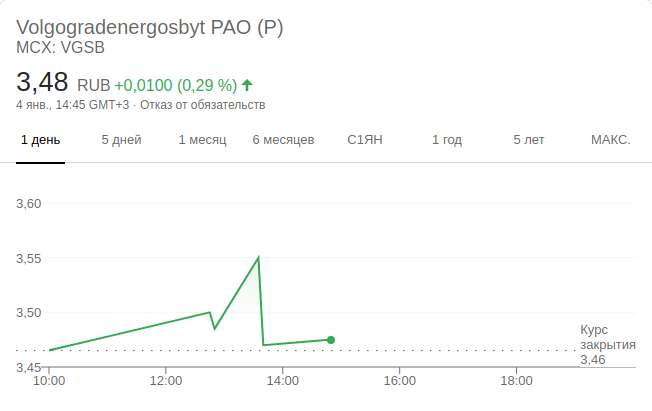 Volgogradenergosbyt PAO (P)
MCX: VGSB
3,48 RUB +0,0100 (0,29 %)
4 янв., 14:45 GMT+3 · Отказ от обязательств
1 день 5 дней 1 месяц 6 месяцев С1ЯН 1 год 5 лет МАКС.
3,60
3,55
3,50
Курс
закрытия
3,46
3,45
10:00 12:00 14:00 16:00 18:00